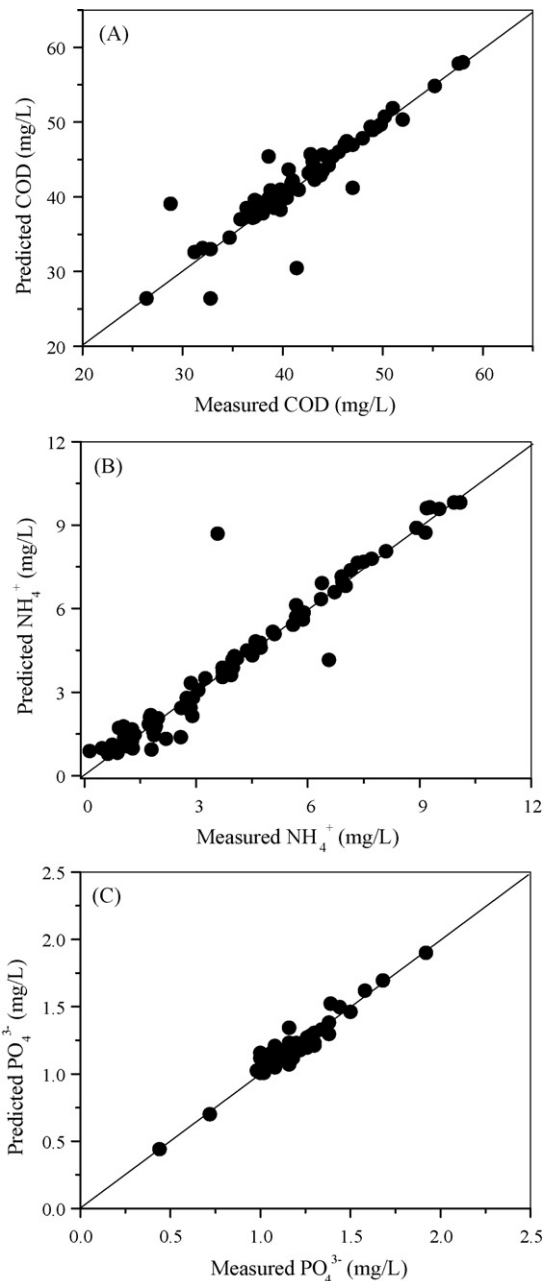 (A)
60
50
40
30
20
Predicted COD (mg/L)
20 30 40 50 60
Measured COD (mg/L)
(B)
12
9
6
3
0
Predicted NH₄⁺ (mg/L)
0 3 6 9 12
Measured NH₄⁺ (mg/L)
(C)
2.5
2.0
1.5
1.0
0.5
0.0
Predicted PO₄³⁻ (mg/L)
0.0 0.5 1.0 1.5 2.0 2.5
Measured PO₄³⁻ (mg/L)